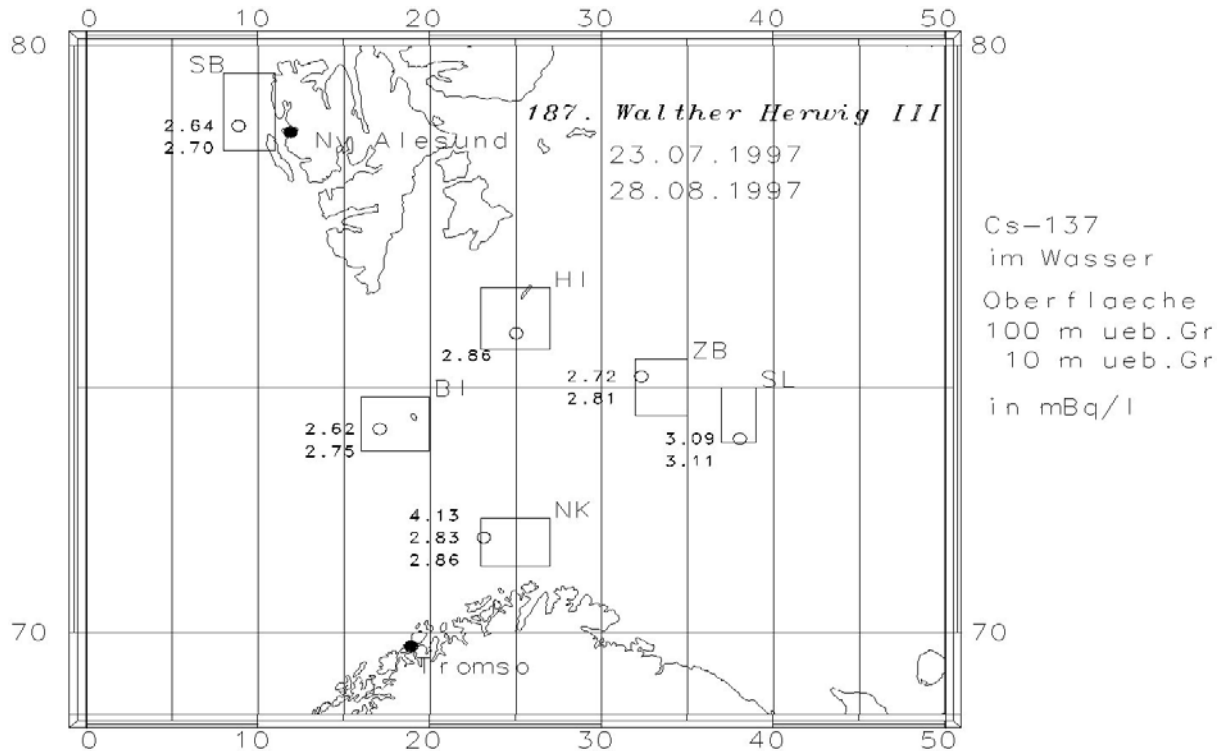 0 10 20 30 40 50
80 80
SB
187. Walther Herwig III
2.64
2.70
Ny Alesund
23.07.1997
28.08.1997
Cs-137
im Wasser
Oberflaeche
100 m ueb.Gr
10 m ueb.Gr
in mBq/l
HI
2.86
ZB
2.72
2.81
SL
3.09
3.11
BI
2.62
2.75
NK
4.13
2.83
2.86
70 70
Tromso
0 10 20 30 40 50